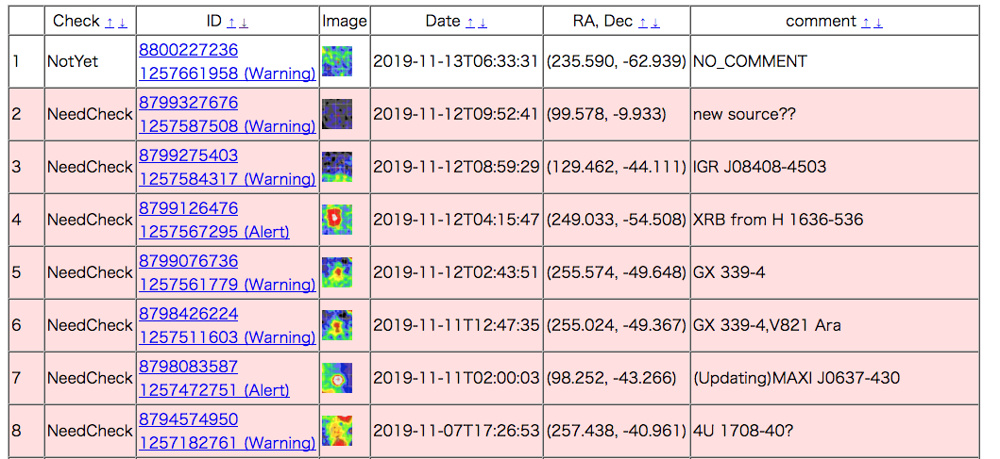 Check ↑ ↓ ID ↑ ↓ Image Date ↑ ↓ RA, Dec ↑ ↓ comment ↑ ↓
1 NotYet 8800227236
1257661958 (Warning) 2019-11-13T06:33:31 (235.590, -62.939) NO_COMMENT
2 NeedCheck 8799327676
1257587508 (Warning) 2019-11-12T09:52:41 (99.578, -9.933) new source??
3 NeedCheck 8799275403
1257584317 (Warning) 2019-11-12T08:59:29 (129.462, -44.111) IGR J08408-4503
4 NeedCheck 8799126476
1257567295 (Alert) 2019-11-12T04:15:47 (249.033, -54.508) XRB from H 1636-536
5 NeedCheck 8799076736
1257561779 (Warning) 2019-11-12T02:43:51 (255.574, -49.648) GX 339-4
6 NeedCheck 8798426224
1257511603 (Warning) 2019-11-11T12:47:35 (255.024, -49.367) GX 339-4,V821 Ara
7 NeedCheck 8798083587
1257472751 (Alert) 2019-11-11T02:00:03 (98.252, -43.266) (Updating)MAXI J0637-430
8 NeedCheck 8794574950
1257182761 (Warning) 2019-11-07T17:26:53 (257.438, -40.961) 4U 1708-40?